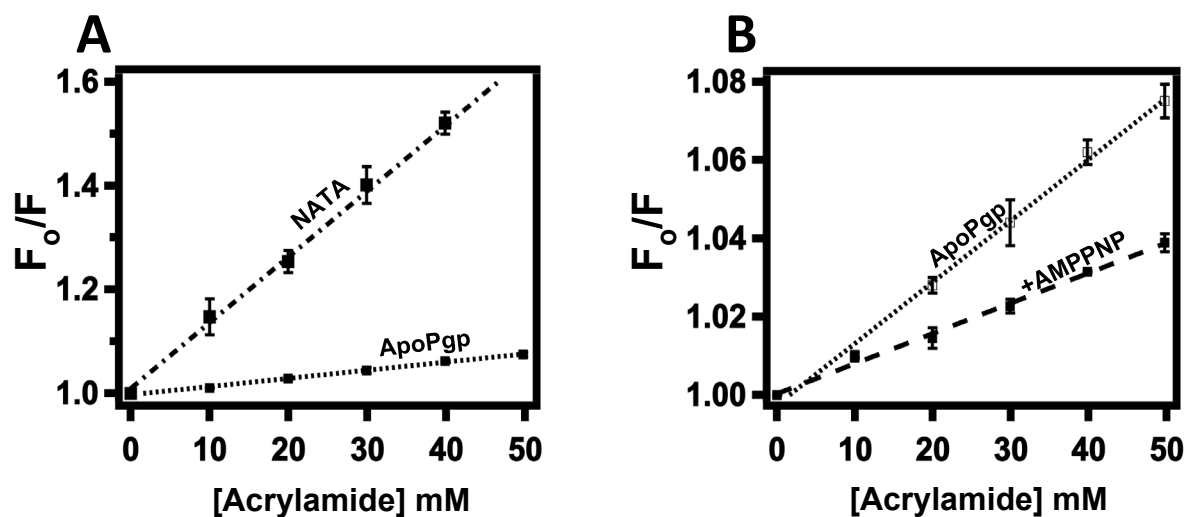 A
1.6
1.4
1.2
1.0
Fo/F
NATA
ApoPgp
0 10 20 30 40 50
[Acrylamide] mM
B
1.08
1.06
1.04
1.02
1.00
Fo/F
ApoPgp
+AMPPNP
0 10 20 30 40 50
[Acrylamide] mM